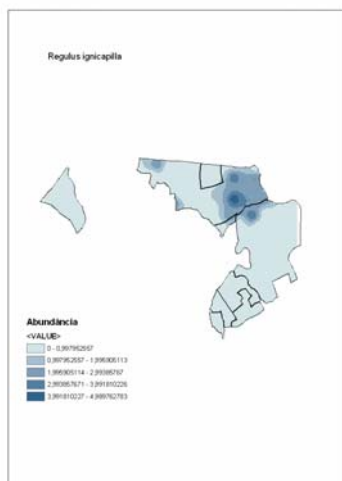 Regulus ignicapilla
Abundância
<VALUE>
0 - 0,997952557
0,997952557 - 1,995905113
1,995905114 - 2,99385767
2,993857671 - 3,991810226
3,991810227 - 4,989762783